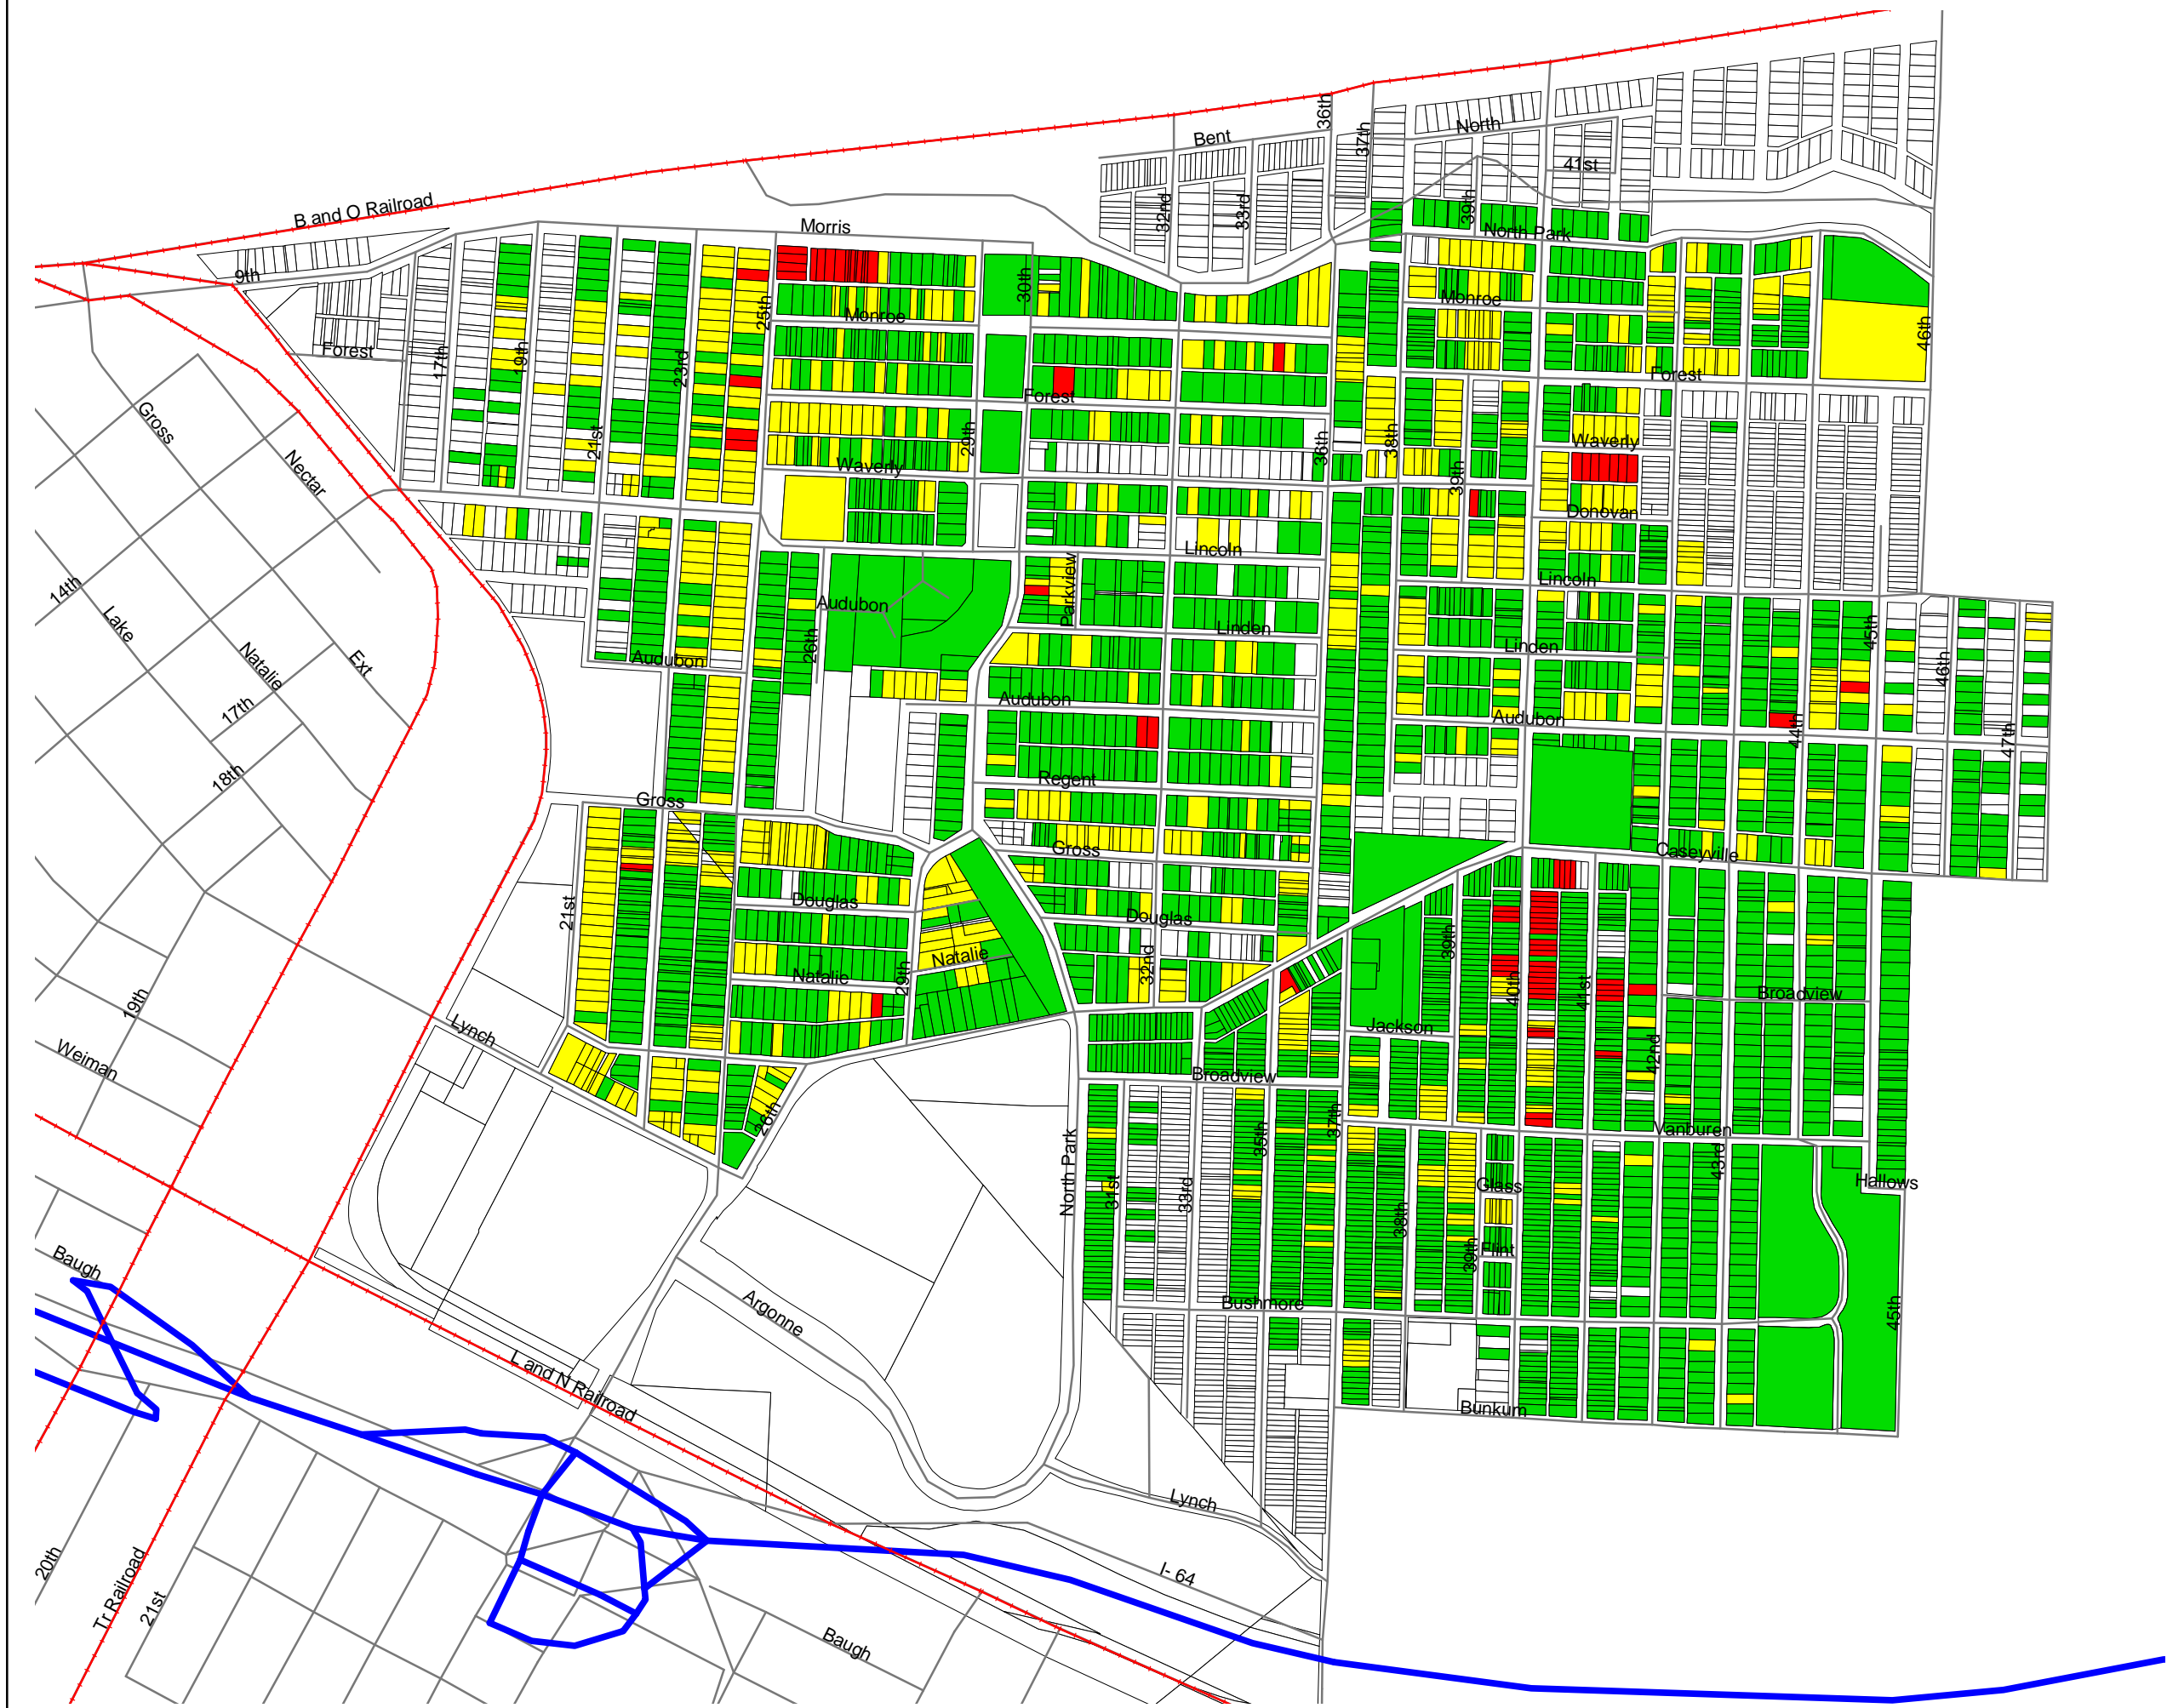 36th
Bent
North
37th
41st
B and O Railroad
32nd
33rd
39th
Morris
North Park
9th
30th
25th
Monroe
Monroe
46th
Forest
17th
19th
23rd
Forest
Forest
Gross
21st
29th
36th
38th
Waverly
Nectar
Waverly
39th
Donovan
Lincoln
Lincoln
14th
Parkview
Audubon
Lake
Linden
45th
26th
Linden
Natalie
Ext
Audubon
46th
17th
Audubon
Audubon
44th
47th
18th
Regent
Gross
Gross
Caseyville
Douglas
21st
Douglas
39th
Natalie
32nd
29th
Natalie
40th
41st
Broadview
19th
Lynch
Jackson
42nd
Weiman
Broadview
26th
37th
35th
Vanburen
43rd
North Park
31st
33rd
Glass
Hallows
38th
39th
Flint
Baugh
Argonne
Bushmore
45th
L and N Railroad
Bunkum
Lynch
20th
Tr Railroad
21st
I- 64
Baugh